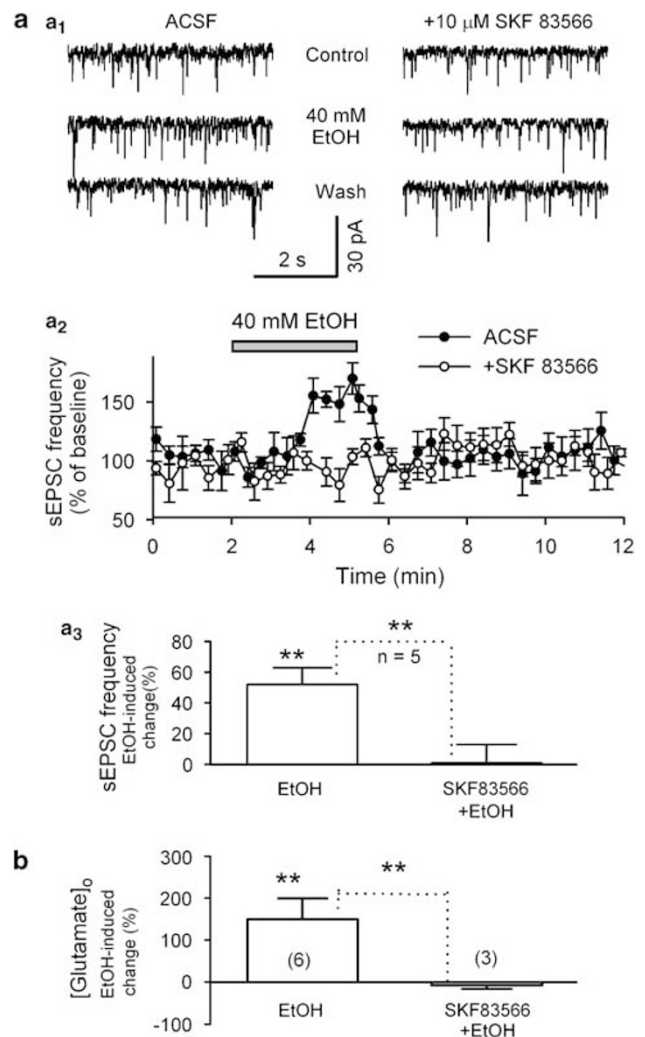 a
a1
ACSF
+10 μM SKF 83566
Control
40 mM
EtOH
Wash
2 s
30 pA
a2
40 mM EtOH
ACSF
+SKF 83566
sEPSC frequency
(% of baseline)
150
100
50
0
2
4
6
8
10
12
Time (min)
a3
sEPSC frequency
EtOH-induced
change(%)
80
60
40
20
0
**
**
n = 5
EtOH
SKF83566
+EtOH
b
[Glutamate]o
EtOH-induced
change (%)
300
200
100
0
-100
**
**
(6)
(3)
EtOH
SKF83566
+EtOH